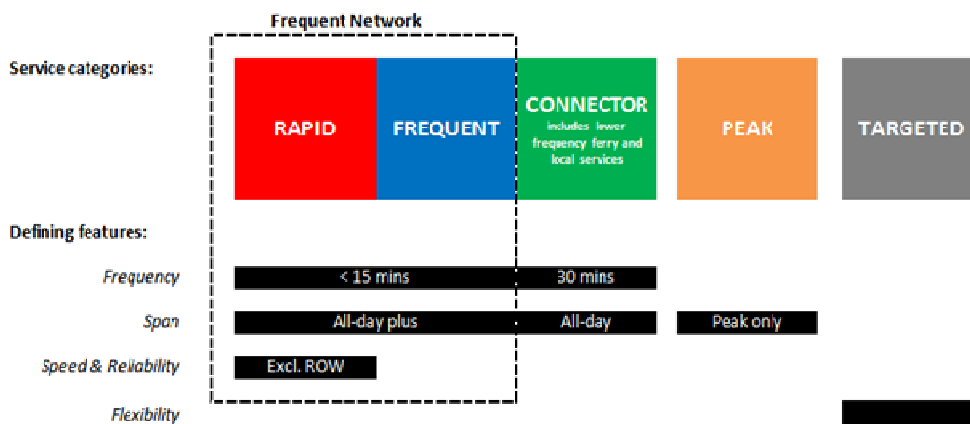 Frequent Network
Service categories:
RAPID
FREQUENT
CONNECTOR
includes lower
frequency ferry and
local services
PEAK
TARGETED
Defining features:
Frequency
< 15 mins
30 mins
Span
All-day plus
All-day
Peak only
Speed & Reliability
Excl. ROW
Flexibility